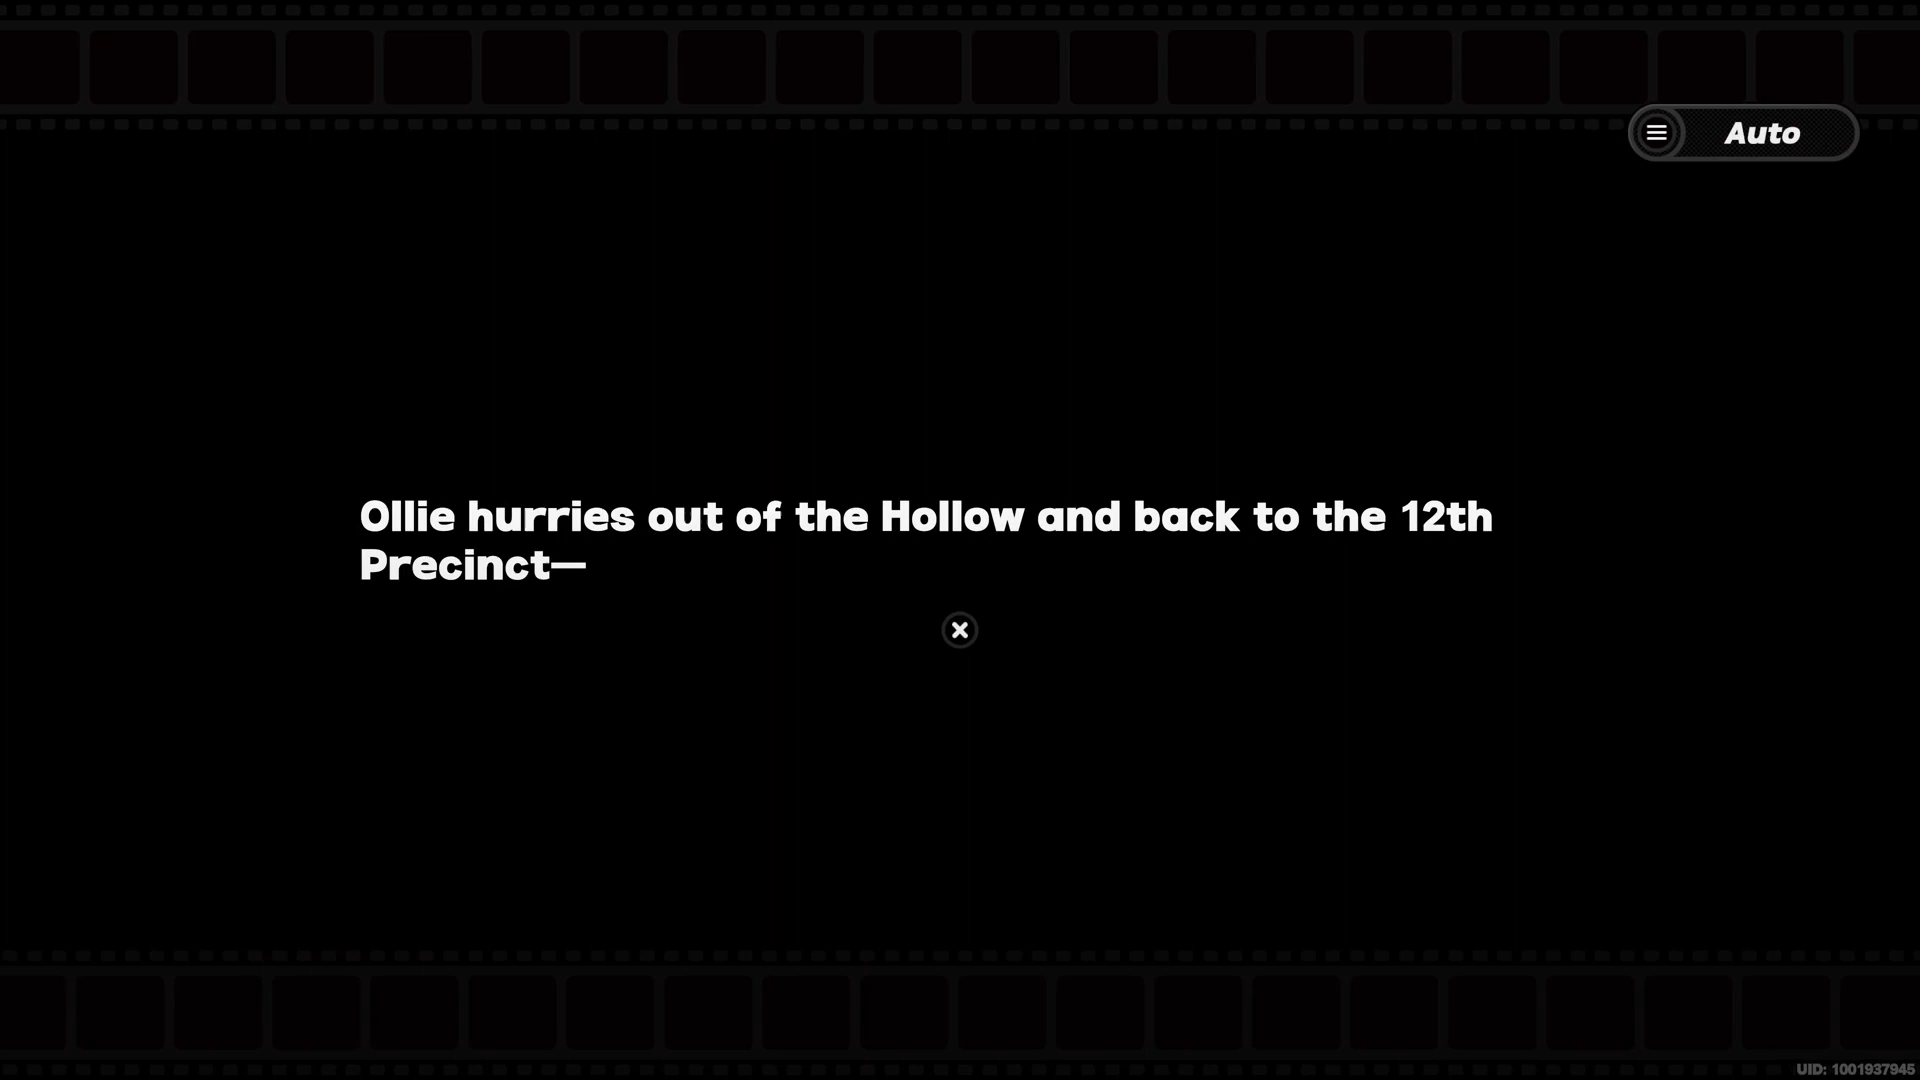 Auto
Ollie hurries out of the Hollow and back to the 12th
Precinct—
UID: 1001937945